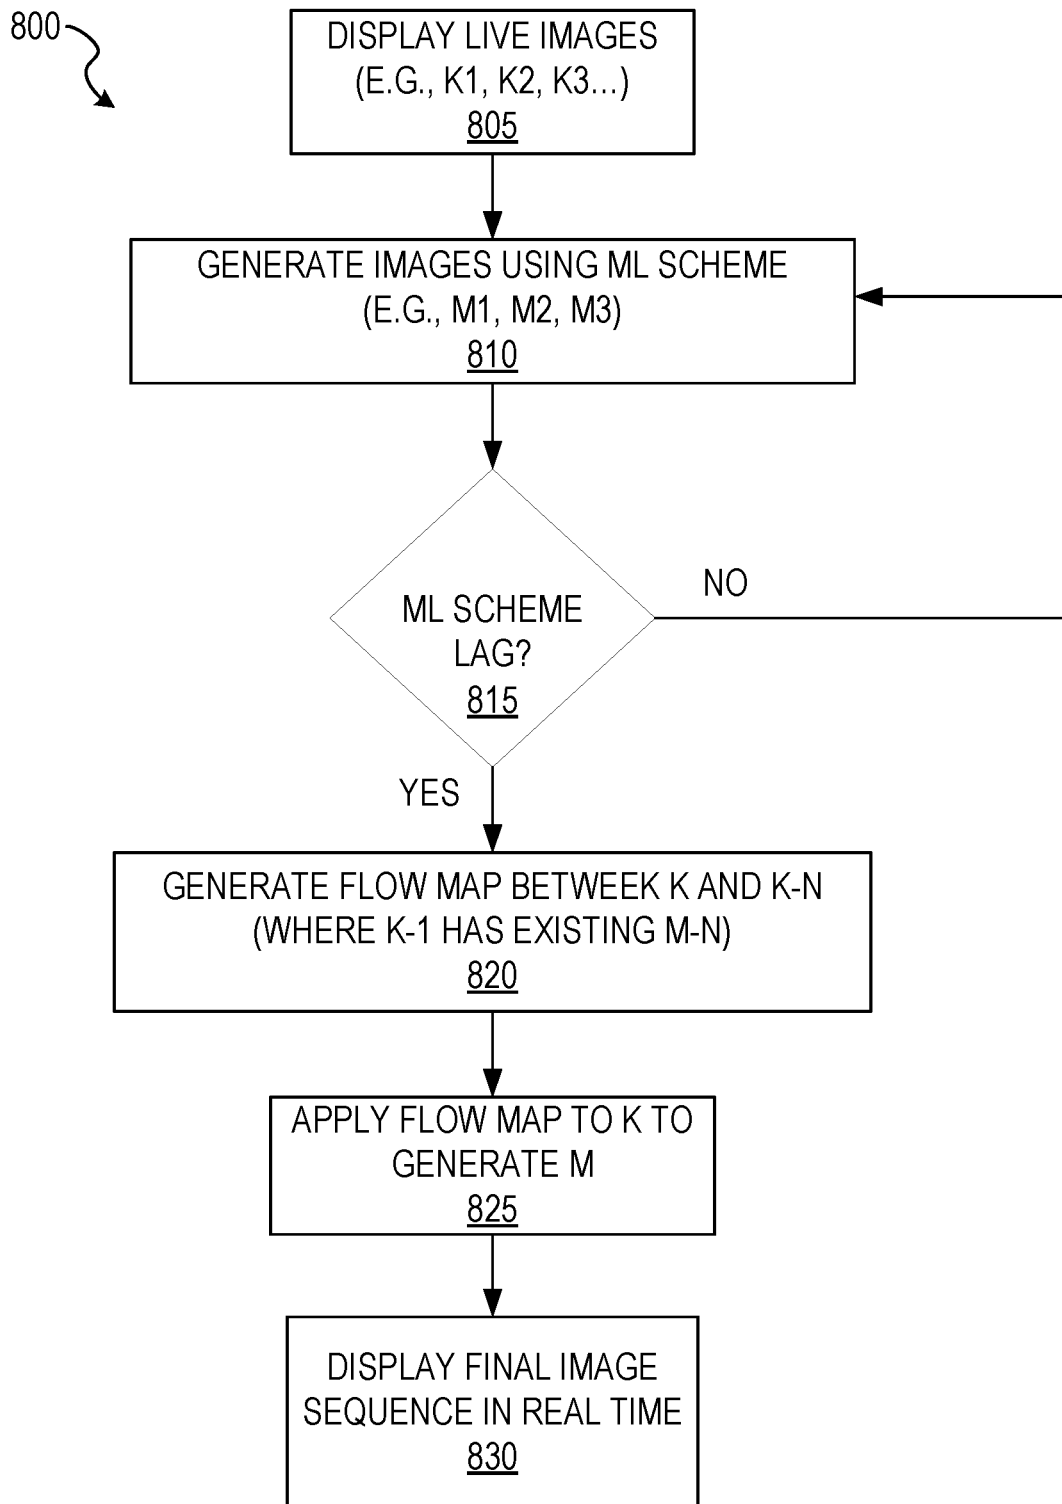 800
DISPLAY LIVE IMAGES
(E.G., K1, K2, K3...)
805
GENERATE IMAGES USING ML SCHEME
(E.G., M1, M2, M3)
810
ML SCHEME
LAG?
815
NO
YES
GENERATE FLOW MAP BETWEEK K AND K-N
(WHERE K-1 HAS EXISTING M-N)
820
APPLY FLOW MAP TO K TO
GENERATE M
825
DISPLAY FINAL IMAGE
SEQUENCE IN REAL TIME
830